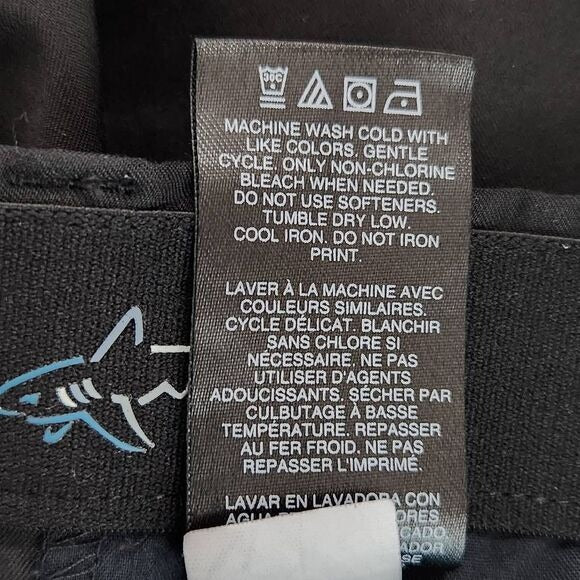 30C
MACHINE WASH COLD WITH
LIKE COLORS. GENTLE
CYCLE. ONLY NON-CHLORINE
BLEACH WHEN NEEDED.
DO NOT USE SOFTENERS.
TUMBLE DRY LOW.
COOL IRON. DO NOT IRON
PRINT.
LAVER À LA MACHINE AVEC
COULEURS SIMILAIRES.
CYCLE DÉLICAT. BLANCHIR
SANS CHLORE SI
NÉCESSAIRE. NE PAS
UTILISER D'AGENTS
ADOUCISSANTS. SÉCHER PAR
CULBUTAGE À BASSE
TEMPÉRATURE. REPASSER
AU FER FROID. NE PAS
REPASSER L'IMPRIMÉ.
LAVAR EN LAVADORA CON
AGUA